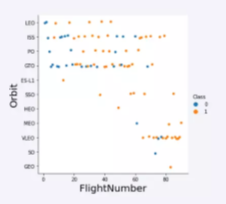 LEO
ISS
PO
GTO
ES-L1
SSO
HEO
MEO
VLEO
SO
GEO
Orbit
0 20 40 60 80
FlightNumber
Class
0
1